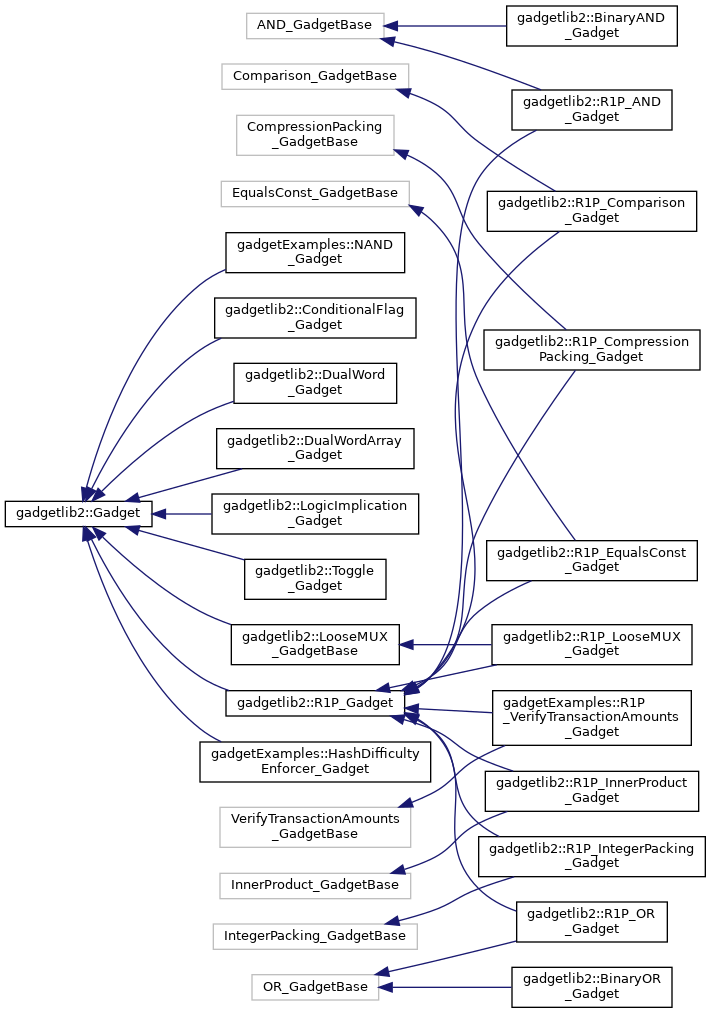 AND_GadgetBase
gadgetlib2::BinaryAND
_Gadget
Comparison_GadgetBase
gadgetlib2::R1P_AND
_Gadget
CompressionPacking
_GadgetBase
EqualsConst_GadgetBase
gadgetlib2::R1P_Comparison
_Gadget
gadgetExamples::NAND
_Gadget
gadgetlib2::ConditionalFlag
_Gadget
gadgetlib2::R1P_Compression
Packing_Gadget
gadgetlib2::DualWord
_Gadget
gadgetlib2::DualWordArray
_Gadget
gadgetlib2::Gadget
gadgetlib2::LogicImplication
_Gadget
gadgetlib2::R1P_EqualsConst
_Gadget
gadgetlib2::Toggle
_Gadget
gadgetlib2::LooseMUX
_GadgetBase
gadgetlib2::R1P_LooseMUX
_Gadget
gadgetlib2::R1P_Gadget
gadgetExamples::R1P
_VerifyTransactionAmounts
_Gadget
gadgetExamples::HashDifficulty
Enforcer_Gadget
gadgetlib2::R1P_InnerProduct
_Gadget
VerifyTransactionAmounts
_GadgetBase
gadgetlib2::R1P_IntegerPacking
_Gadget
InnerProduct_GadgetBase
gadgetlib2::R1P_OR
_Gadget
IntegerPacking_GadgetBase
OR_GadgetBase
gadgetlib2::BinaryOR
_Gadget